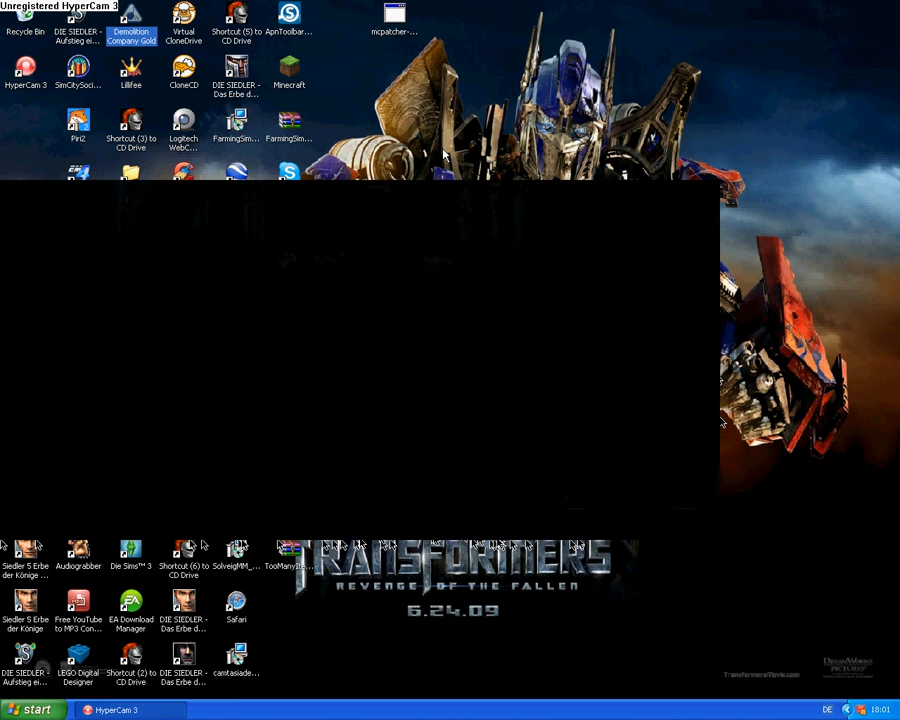 Unregistered HyperCam 3
Recycle Bin
DIE SIEDLER - Aufstieg ei...
Demolition Company Gold
Virtual CloneDrive
Shortcut (5) to CD Drive
ApnToolbar...
mcpatcher-...
HyperCam 3
SimCitySoci...
Lillifee
CloneCD
DIE SIEDLER - Das Erbe d...
Minecraft
Piri2
Shortcut (3) to CD Drive
Logitech WebC...
FarmingSim...
FarmingSim...
Siedler 5 Erbe der Könige ...
Audiograbber
Die Sims™ 3
Shortcut (6) to CD Drive
SolveigMM_...
TooManyIte...
TRANSFORMERS
REVENGE OF THE FALLEN
6.24.09
Siedler 5 Erbe der Könige
Free YouTube to MP3 Con...
EA Download Manager
DIE SIEDLER - Das Erbe d...
Safari
DIE SIEDLER - Aufstieg ei...
LEGO Digital Designer
Shortcut (2) to CD Drive
DIE SIEDLER - Das Erbe d...
camtasiade...
TransformersMovie.com
DREAMWORKS PICTURES
start
HyperCam 3
DE
18:01